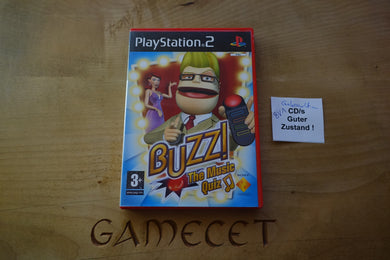 PlayStation 2
BUZZ!
The Music
Quiz
3+
CD/s
Guter
Zustand !
GAMECET